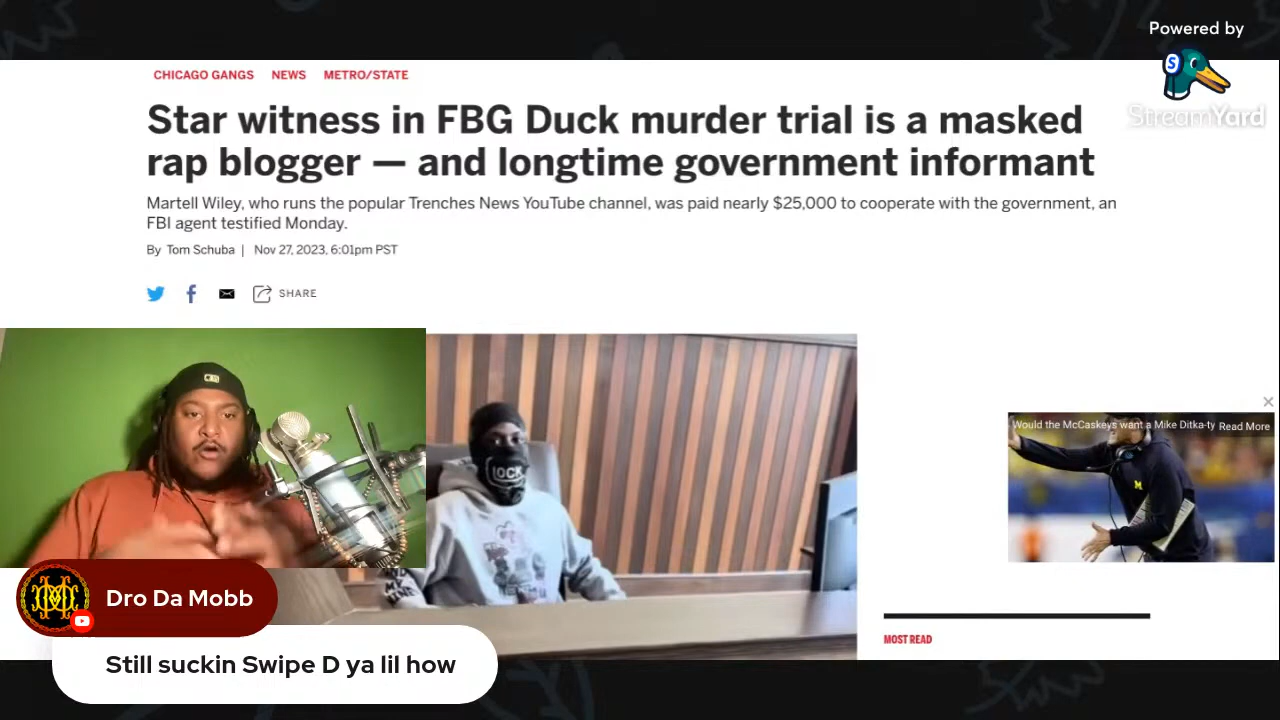 Powered by
StreamYard
CHICAGO GANGS NEWS METRO/STATE
Star witness in FBG Duck murder trial is a masked
rap blogger — and longtime government informant
Martell Wiley, who runs the popular Trenches News YouTube channel, was paid nearly $25,000 to cooperate with the government, an
FBI agent testified Monday.
By Tom Schuba | Nov 27, 2023, 6:01pm PST
SHARE
Would the McCaskeys want a Mike Ditka-ty Read More
MOST READ
Dro Da Mobb
Still suckin Swipe D ya lil how